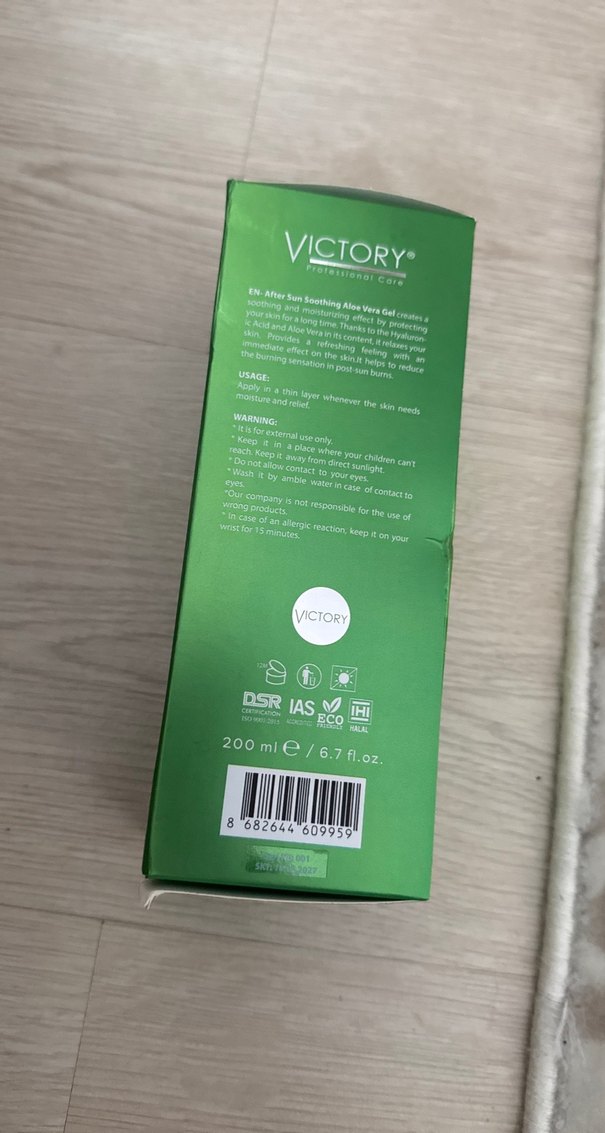 VICTORY®
Professional Care
EN- After Sun Soothing Aloe Vera Gel creates a
soothing and moisturizing effect by protecting
your skin for a long time. Thanks to the Hyaluron-
ic Acid and Aloe Vera in its content, it relaxes your
skin. Provides a refreshing feeling with an
immediate effect on the skin.It helps to reduce
the burning sensation in post-sun burns.
USAGE:
Apply in a thin layer whenever the skin needs
moisture and relief.
WARNING:
* It is for external use only.
* Keep it in a place where your children can't
reach. Keep it away from direct sunlight.
* Do not allow contact to your eyes.
* Wash it by amble water in case of contact to
eyes.
*Our company is not responsible for the use of
wrong products.
* In case of an allergic reaction, keep it on your
wrist for 15 minutes.
VICTORY
12M
DSR IAS ECO HALAL
CERTIFICATION ACCREDITED FRIENDLY
ISO 9001:2015
200 ml e / 6.7 fl.oz.
8 682644 609959
001
SKT: 2027